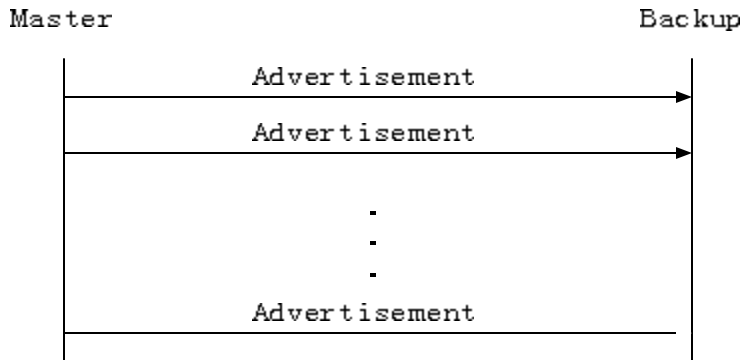 Master Backup
Advertisement
Advertisement
.
.
.
Advertisement